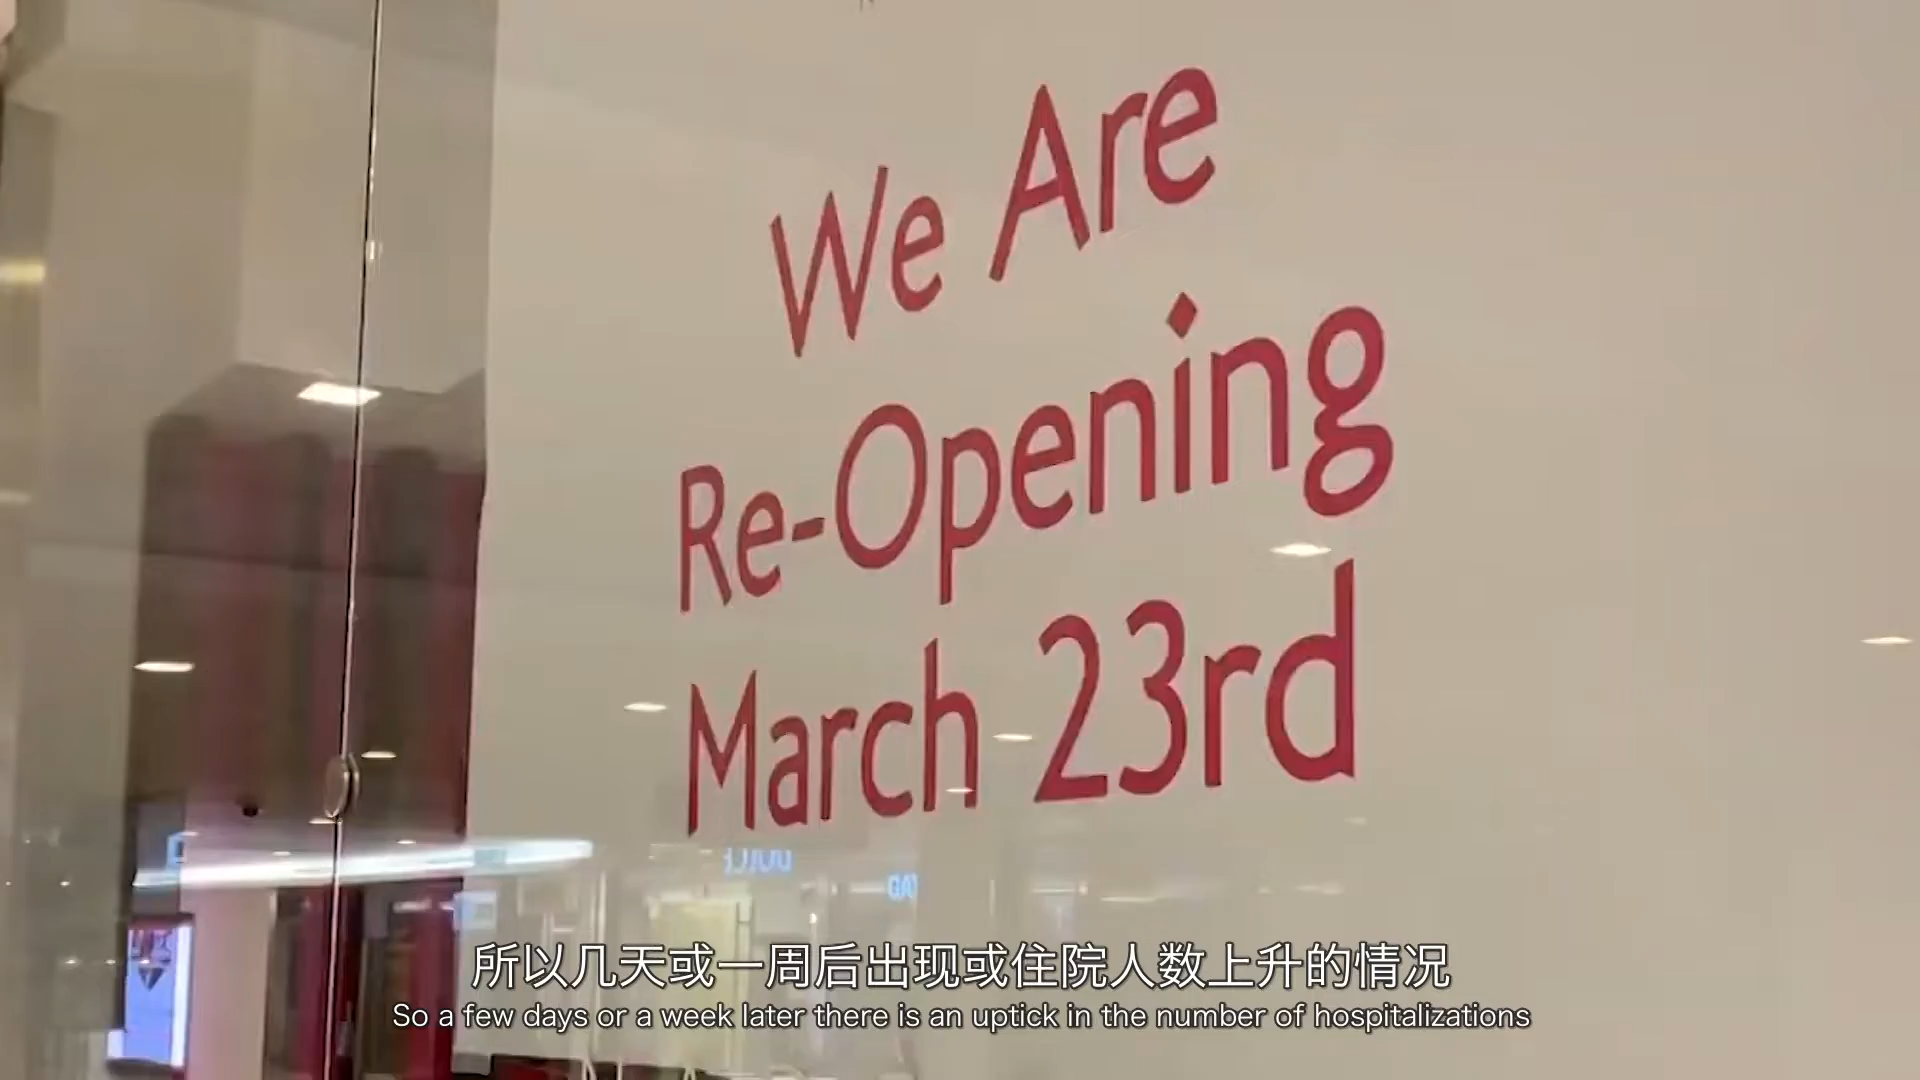 We Are
Re-Opening
March 23rd
所以几天或一周后出现或住院人数上升的情况
So a few days or a week later there is an uptick in the number of hospitalizations